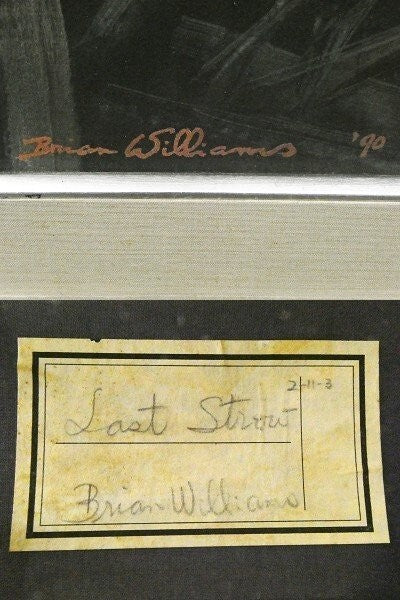 Brian Williams '90
2-11-3
Last Straw
Brian Williams